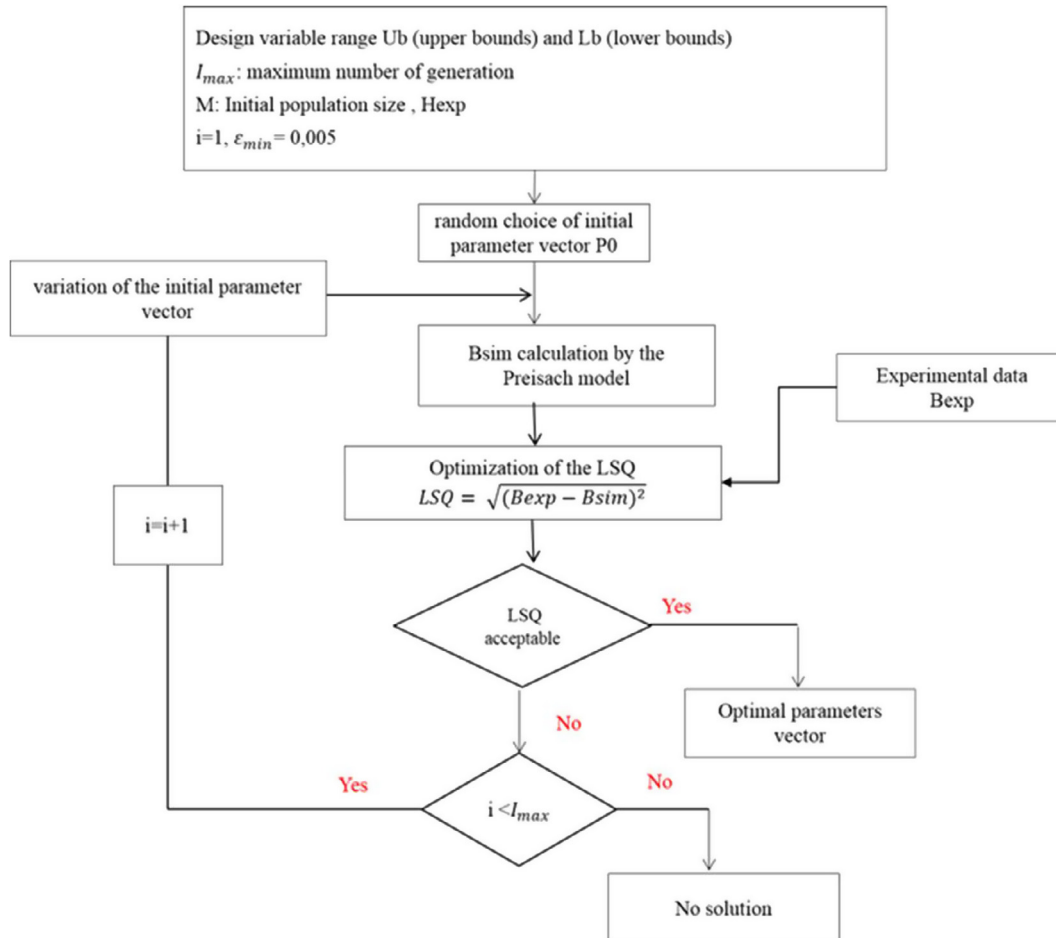 Design variable range Ub (upper bounds) and Lb (lower bounds)
I_max: maximum number of generation
M: Initial population size , Hexp
i=1, ε_min= 0,005
random choice of initial
parameter vector P0
variation of the initial parameter
vector
Bsim calculation by the
Preisach model
Experimental data
Bexp
Optimization of the LSQ
LSQ = √(Bexp − Bsim)²
i=i+1
LSQ
acceptable
Yes
Optimal parameters
vector
No
Yes
i <I_max
No
No solution